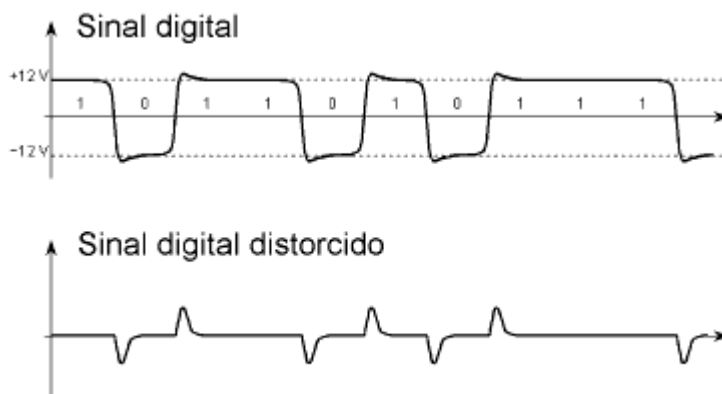 Sinal digital
+12 V
1 0 1 1 0 1 0 1 1 1
−12 V
Sinal digital distorcido